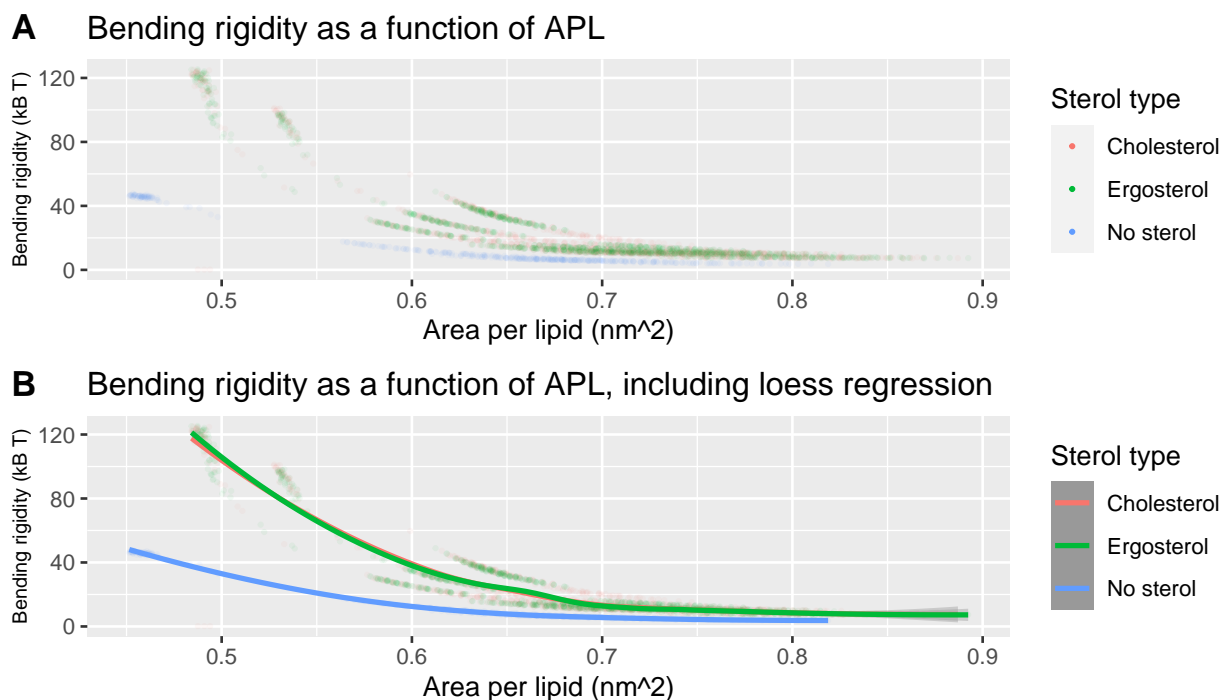 A Bending rigidity as a function of APL
Bending rigidity (kB T)
120
80
40
0
0.5 0.6 0.7 0.8 0.9
Area per lipid (nm^2)
Sterol type
Cholesterol
Ergosterol
No sterol
B Bending rigidity as a function of APL, including loess regression
Bending rigidity (kB T)
120
80
40
0
0.5 0.6 0.7 0.8 0.9
Area per lipid (nm^2)
Sterol type
Cholesterol
Ergosterol
No sterol